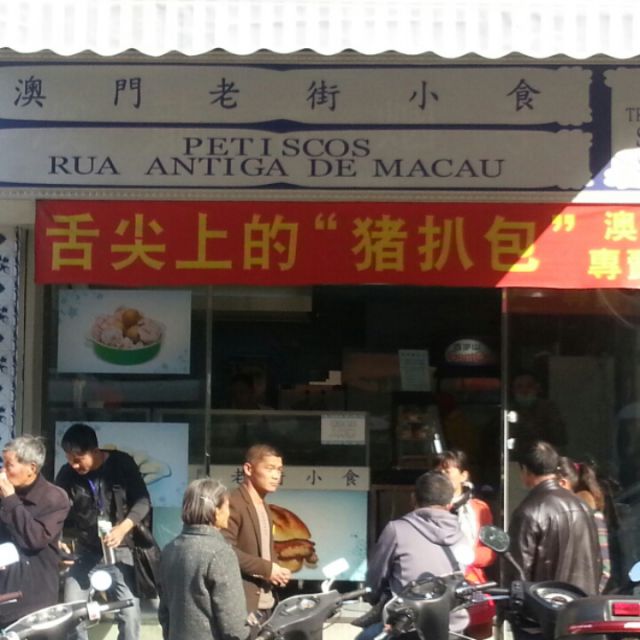 澳門老街小食
PETISCOS
RUA ANTIGA DE MACAU
舌尖上的“猪扒包”
澳
專
老街小食